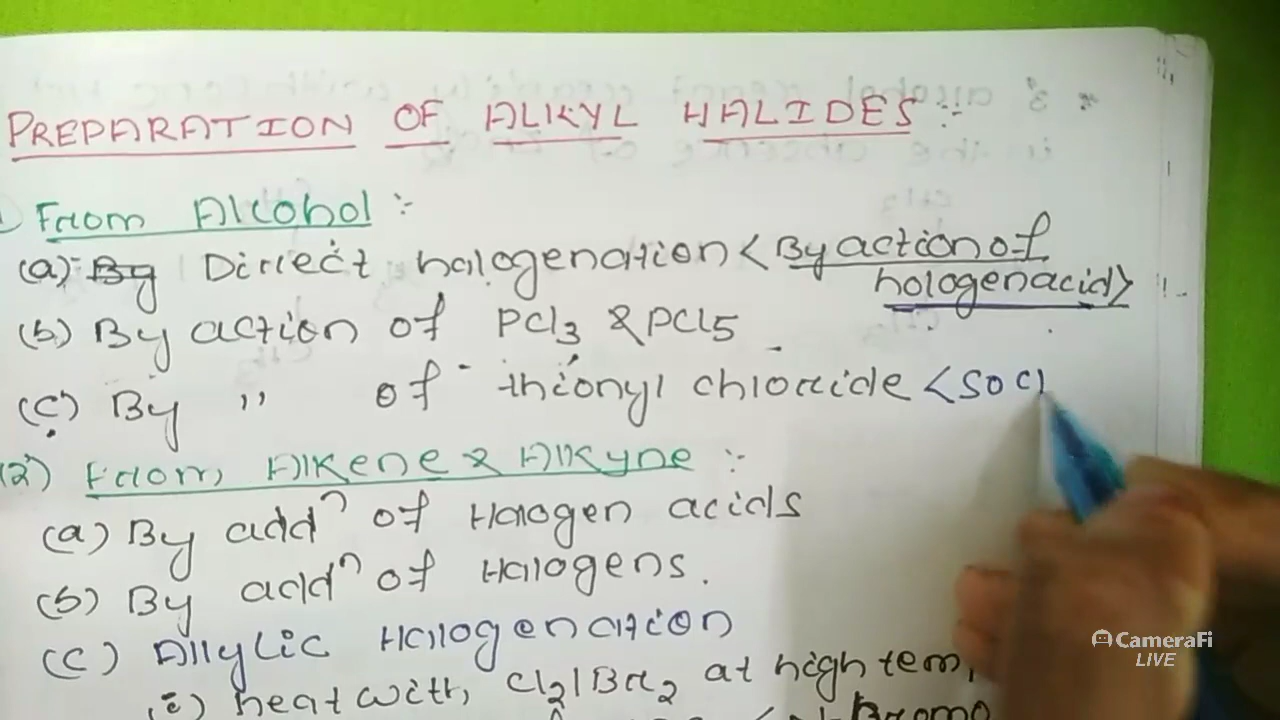 PREPARATION OF ALKYL HALIDES :-
From Alcohol :-
(a) By Direct halogenation <By action of
hologenacid>
(b) By action of PCl3 & PCl5
(c) By " of thionyl chloride <SOCl
(2) From Alkene & Alkyne :-
(a) By addn of Halogen acids
(b) By addn of Halogens.
(c) Allylic Halogenation
(i) heat with Cl2/Br2 at high tem
Bromo
CameraFi
LIVE